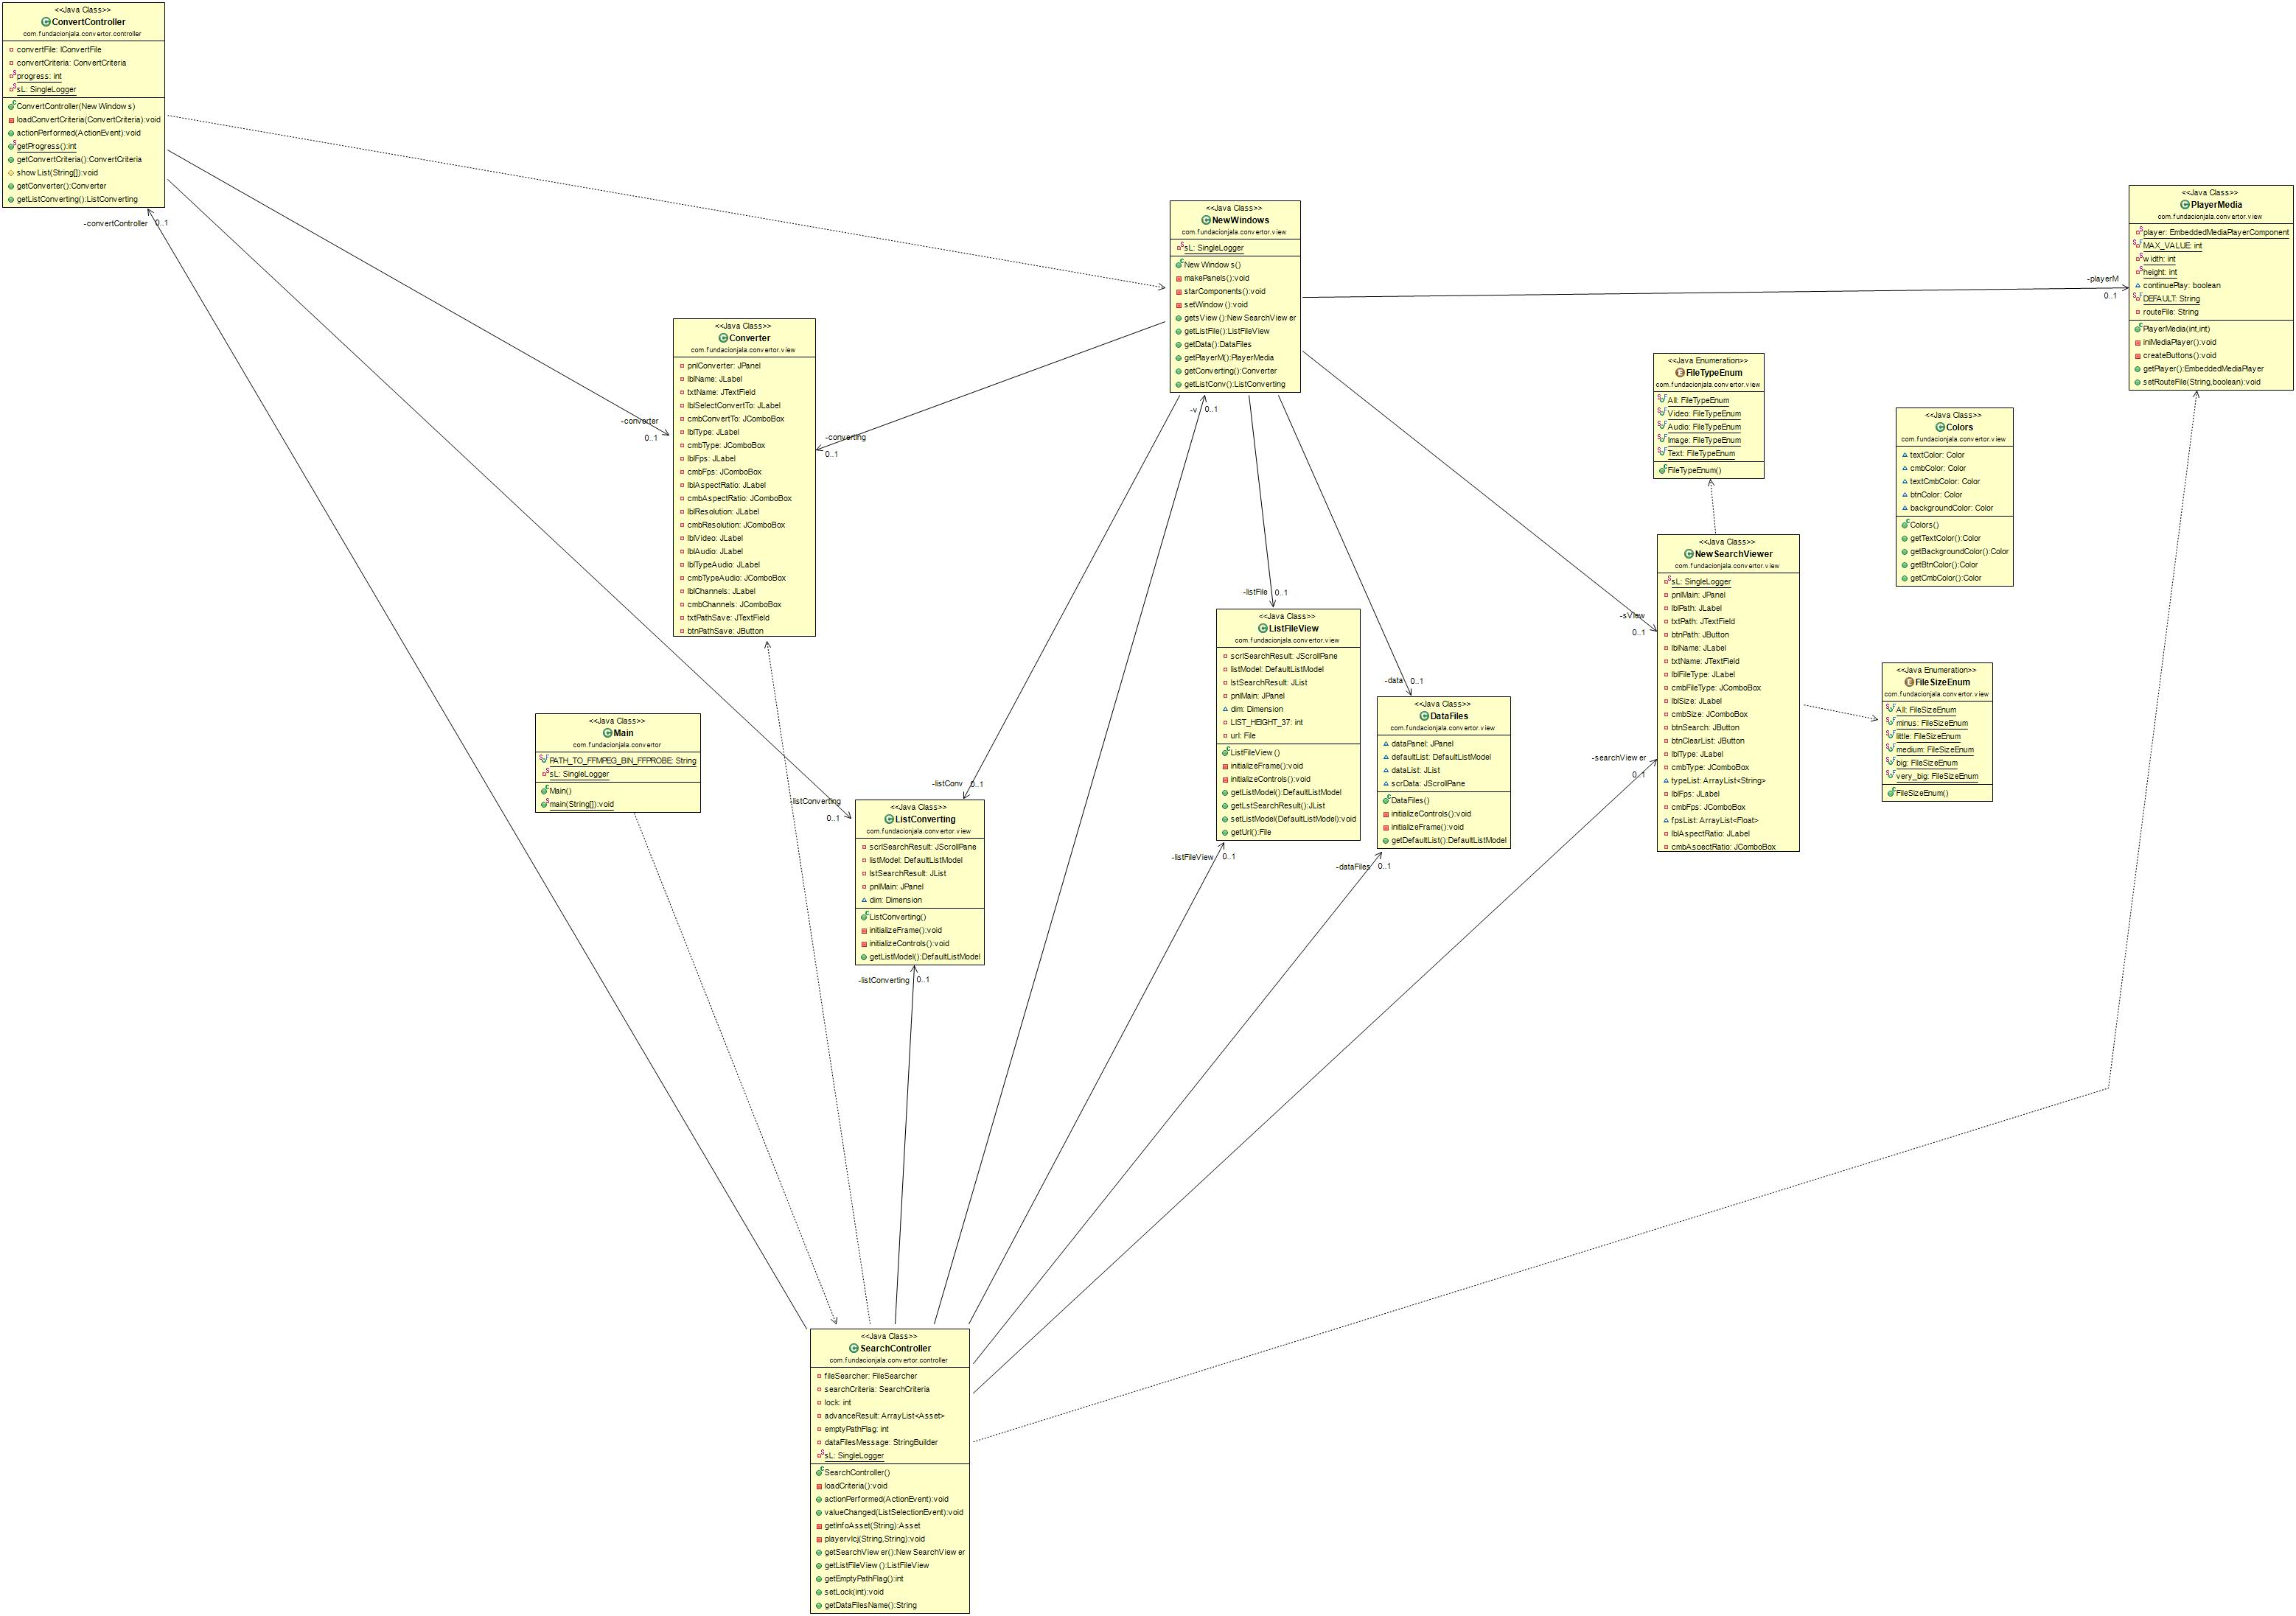 <<Java Class>>
ConvertController
com.fundacionjala.convertor.controller
convertFile: IConvertFile
convertCriteria: ConvertCriteria
progress: int
sL: SingleLogger
ConvertController(NewWindows)
loadConvertCriteria(ConvertCriteria):void
actionPerformed(ActionEvent):void
getProgress():int
getConvertCriteria():ConvertCriteria
showList(String[]):void
getConverter():Converter
getListConverting():ListConverting
-convertController
0..1
<<Java Class>>
NewWindows
com.fundacionjala.convertor.view
sL: SingleLogger
NewWindows()
makePanels():void
starComponents():void
setWindow():void
getsView():NewSearchViewer
getListFile():ListFileView
getData():DataFiles
getPlayerM():PlayerMedia
getConverting():Converter
getListConv():ListConverting
-v
0..1
<<Java Class>>
PlayerMedia
com.fundacionjala.convertor.view
player: EmbeddedMediaPlayerComponent
MAX_VALUE: int
width: int
height: int
continuePlay: boolean
DEFAULT: String
routeFile: String
PlayerMedia(int,int)
iniMediaPlayer():void
createButtons():void
getPlayer():EmbeddedMediaPlayer
setRouteFile(String,boolean):void
-playerM
0..1
<<Java Class>>
Converter
com.fundacionjala.convertor.view
pnlConverter: JPanel
lblName: JLabel
txtName: JTextField
lblSelectConvertTo: JLabel
cmbConvertTo: JComboBox
lblType: JLabel
cmbType: JComboBox
lblFps: JLabel
cmbFps: JComboBox
lblAspectRatio: JLabel
cmbAspectRatio: JComboBox
lblResolution: JLabel
cmbResolution: JComboBox
lblVideo: JLabel
lblAudio: JLabel
lblTypeAudio: JLabel
cmbTypeAudio: JComboBox
lblChannels: JLabel
cmbChannels: JComboBox
txtPathSave: JTextField
btnPathSave: JButton
-converter
0..1
-converting
0..1
<<Java Enumeration>>
FileTypeEnum
com.fundacionjala.convertor.view
All: FileTypeEnum
Video: FileTypeEnum
Audio: FileTypeEnum
Image: FileTypeEnum
Text: FileTypeEnum
FileTypeEnum()
<<Java Class>>
Colors
com.fundacionjala.convertor.view
textColor: Color
cmbColor: Color
textCmbColor: Color
btnColor: Color
backgroundColor: Color
Colors()
getTextColor():Color
getBackgroundColor():Color
getBtnColor():Color
getCmbColor():Color
<<Java Class>>
NewSearchViewer
com.fundacionjala.convertor.view
sL: SingleLogger
pnlMain: JPanel
lblPath: JLabel
txtPath: JTextField
btnPath: JButton
lblName: JLabel
txtName: JTextField
lblFileType: JLabel
cmbFileType: JComboBox
lblSize: JLabel
cmbSize: JComboBox
btnSearch: JButton
btnClearList: JButton
lblType: JLabel
cmbType: JComboBox
typeList: ArrayList<String>
lblFps: JLabel
cmbFps: JComboBox
fpsList: ArrayList<Float>
lblAspectRatio: JLabel
cmbAspectRatio: JComboBox
-sView
0..1
-searchViewer
0..1
<<Java Enumeration>>
FileSizeEnum
com.fundacionjala.convertor.view
All: FileSizeEnum
minus: FileSizeEnum
little: FileSizeEnum
medium: FileSizeEnum
big: FileSizeEnum
very_big: FileSizeEnum
FileSizeEnum()
-listFile
0..1
<<Java Class>>
ListFileView
com.fundacionjala.convertor.view
scrlSearchResult: JScrollPane
listModel: DefaultListModel
lstSearchResult: JList
pnlMain: JPanel
dim: Dimension
LIST_HEIGHT_37: int
url: File
ListFileView()
initializeFrame():void
initializeControls():void
getListModel():DefaultListModel
getLstSearchResult():JList
setListModel(DefaultListModel):void
getUrl():File
-listFileView
0..1
-data
0..1
<<Java Class>>
DataFiles
com.fundacionjala.convertor.view
dataPanel: JPanel
defaultList: DefaultListModel
dataList: JList
scrData: JScrollPane
DataFiles()
initializeControls():void
initializeFrame():void
getDefaultList():DefaultListModel
-dataFiles
0..1
<<Java Class>>
Main
com.fundacionjala.convertor
PATH_TO_FFMPEG_BIN_FFPROBE: String
sL: SingleLogger
Main()
main(String[]):void
-listConv
0..1
-listConverting
0..1
<<Java Class>>
ListConverting
com.fundacionjala.convertor.view
scrlSearchResult: JScrollPane
listModel: DefaultListModel
lstSearchResult: JList
pnlMain: JPanel
dim: Dimension
ListConverting()
initializeFrame():void
initializeControls():void
getListModel():DefaultListModel
-listConverting
0..1
<<Java Class>>
SearchController
com.fundacionjala.convertor.controller
fileSearcher: FileSearcher
searchCriteria: SearchCriteria
lock: int
advanceResult: ArrayList<Asset>
emptyPathFlag: int
dataFilesMessage: StringBuilder
sL: SingleLogger
SearchController()
loadCriteria():void
actionPerformed(ActionEvent):void
valueChanged(ListSelectionEvent):void
getInfoAsset(String):Asset
playervlcj(String,String):void
getSearchViewer():NewSearchViewer
getListFileView():ListFileView
getEmptyPathFlag():int
setLock(int):void
getDataFilesName():String